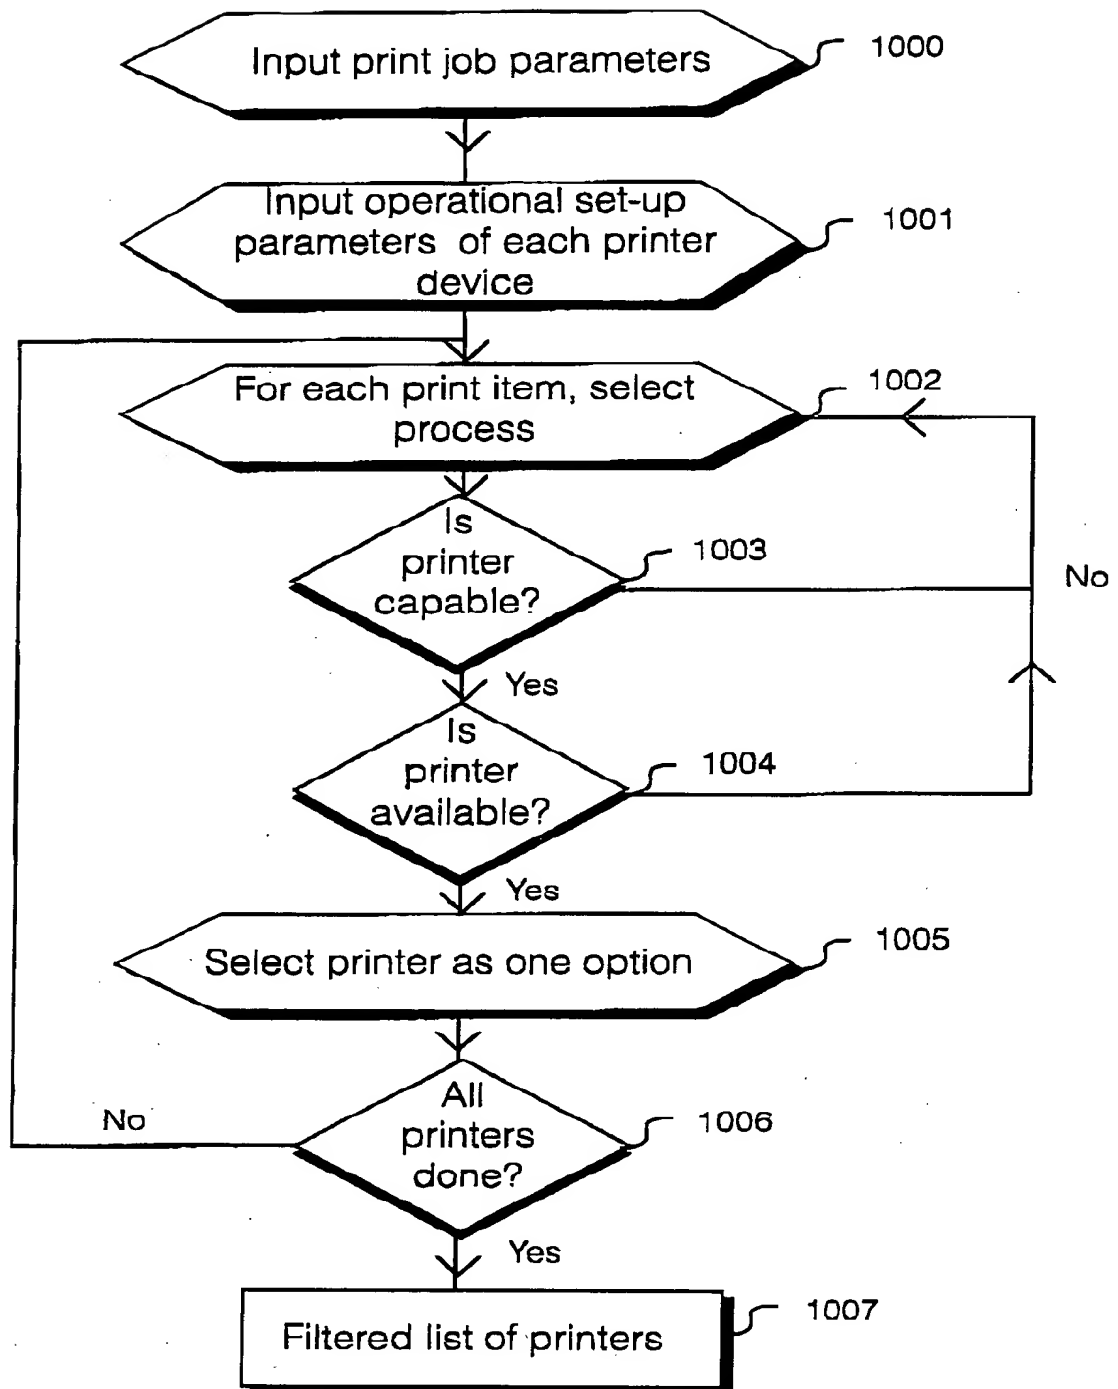 Input print job parameters
1000
Input operational set-up
parameters of each printer
device
1001
For each print item, select
process
1002
Is
printer
capable?
1003
No
Yes
Is
printer
available?
1004
Yes
Select printer as one option
1005
All
printers
done?
1006
No
Yes
Filtered list of printers
1007